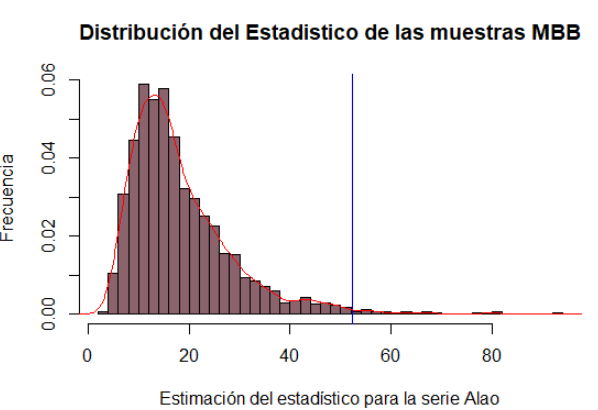 Distribución del Estadistico de las muestras MBB
Frecuencia
0.06
0.04
0.02
0.00
0 20 40 60 80
Estimación del estadístico para la serie Alao